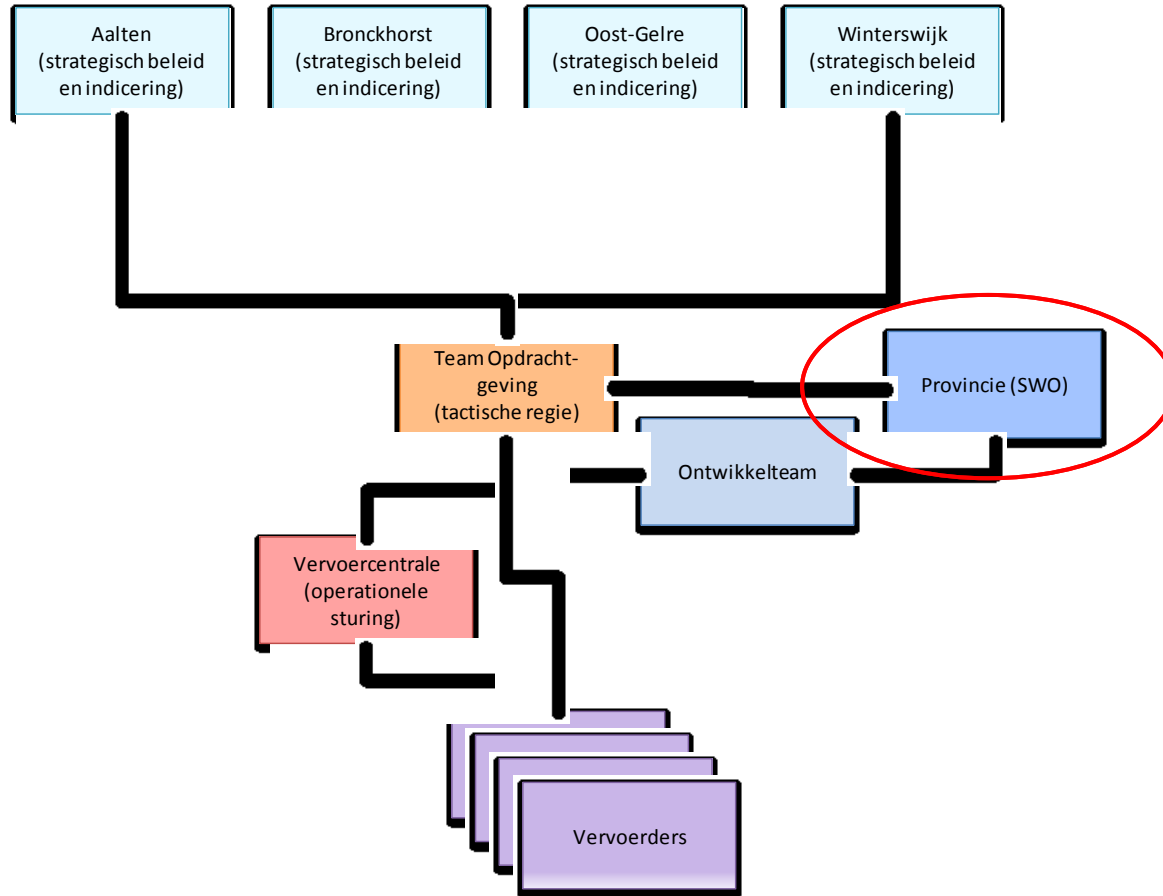 Aalten
(strategisch beleid
en indicering)
Bronckhorst
(strategisch beleid
en indicering)
Oost-Gelre
(strategisch beleid
en indicering)
Winterswijk
(strategisch beleid
en indicering)
Team Opdracht-
geving
(tactische regie)
Provincie (SWO)
Ontwikkelteam
Vervoercentrale
(operationele
sturing)
Vervoerders